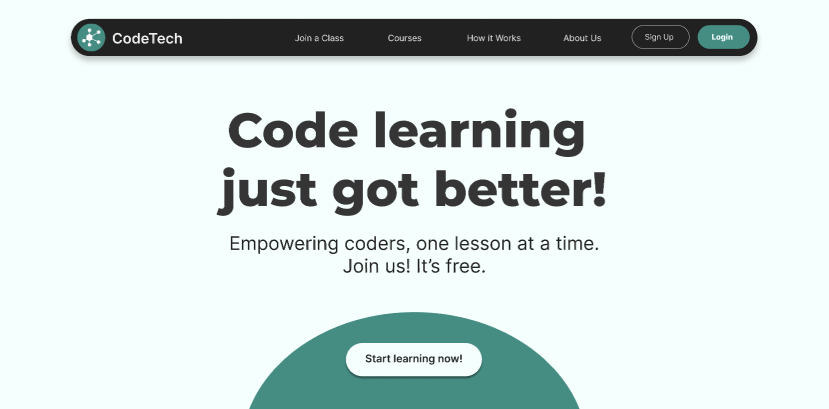 CodeTech
Join a Class
Courses
How it Works
About Us
Sign Up
Login
Code learning
just got better!
Empowering coders, one lesson at a time.
Join us! It’s free.
Start learning now!